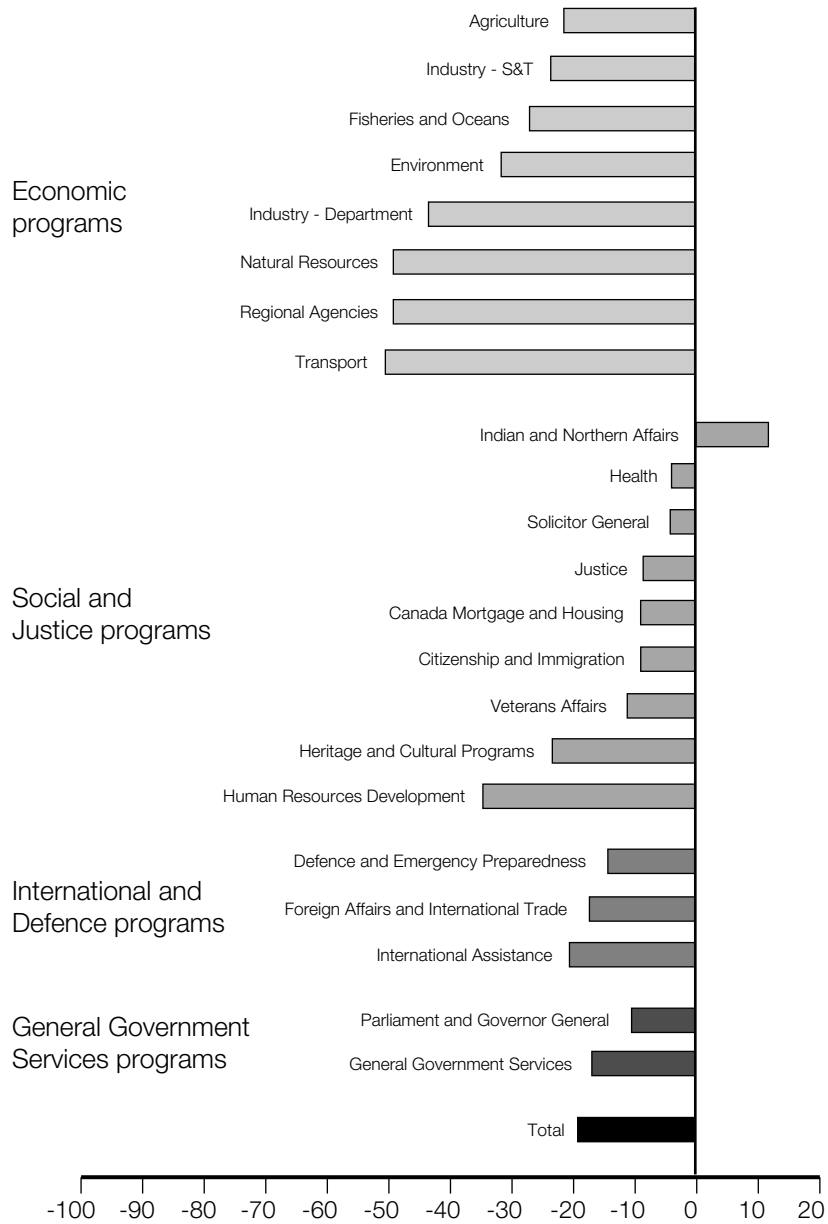 Agriculture
Industry - S&T
Fisheries and Oceans
Environment
Economic
programs
Industry - Department
Natural Resources
Regional Agencies
Transport
Indian and Northern Affairs
Health
Solicitor General
Justice
Social and
Justice programs
Canada Mortgage and Housing
Citizenship and Immigration
Veterans Affairs
Heritage and Cultural Programs
Human Resources Development
Defence and Emergency Preparedness
International and
Defence programs
Foreign Affairs and International Trade
International Assistance
General Government
Services programs
Parliament and Governor General
General Government Services
Total
-100 -90 -80 -70 -60 -50 -40 -30 -20 -10 0 10 20